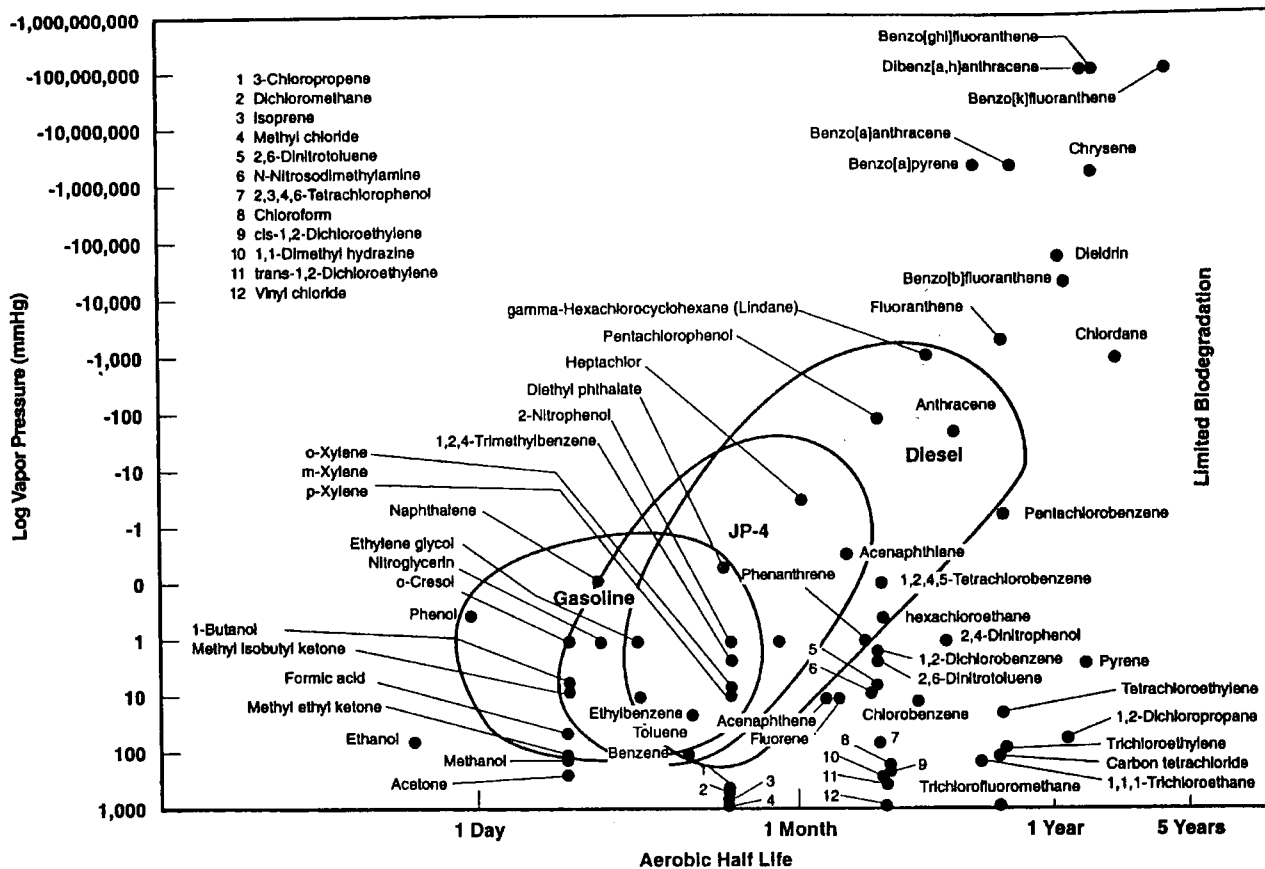 -1,000,000,000
-100,000,000
-10,000,000
-1,000,000
-100,000
-10,000
-1,000
-100
-10
-1
0
1
10
100
1,000
Log Vapor Pressure (mmHg)
1 3-Chloropropene
2 Dichloromethane
3 Isoprene
4 Methyl chloride
5 2,6-Dinitrotoluene
6 N-Nitrosodimethylamine
7 2,3,4,6-Tetrachlorophenol
8 Chloroform
9 cis-1,2-Dichloroethylene
10 1,1-Dimethyl hydrazine
11 trans-1,2-Dichloroethylene
12 Vinyl chloride
Benzo[ghi]fluoranthene
Dibenz[a,h]anthracene
Benzo[k]fluoranthene
Benzo[a]anthracene
Chrysene
Benzo[a]pyrene
Dieldrin
Benzo[b]fluoranthene
Fluoranthene
gamma-Hexachlorocyclohexane (Lindane)
Chlordane
Pentachlorophenol
Heptachlor
Diethyl phthalate
2-Nitrophenol
1,2,4-Trimethylbenzene
Anthracene
Diesel
o-Xylene
m-Xylene
p-Xylene
Naphthalene
JP-4
Pentachlorobenzene
Ethylene glycol
Nitroglycerin
o-Cresol
Acenaphthlane
Phenanthrene
1,2,4,5-Tetrachlorobenzene
Gasoline
Phenol
hexachloroethane
1-Butanol
Methyl Isobutyl ketone
2,4-Dinitrophenol
5
1,2-Dichlorobenzene
Pyrene
6
2,6-Dinitrotoluene
Formic acid
Methyl ethyl ketone
Tetrachloroethylene
Ethylbenzene
Acenaphthene
Chlorobenzene
1,2-Dichloropropane
Toluene
Fluorene
Ethanol
Benzene
8
7
Trichloroethylene
Methanol
10
9
Carbon tetrachloride
Acetone
1
3
11
Trichlorofluoromethane
1,1,1-Trichloroethane
2
4
12
Limited Biodegradation
1 Day
1 Month
1 Year
5 Years
Aerobic Half Life